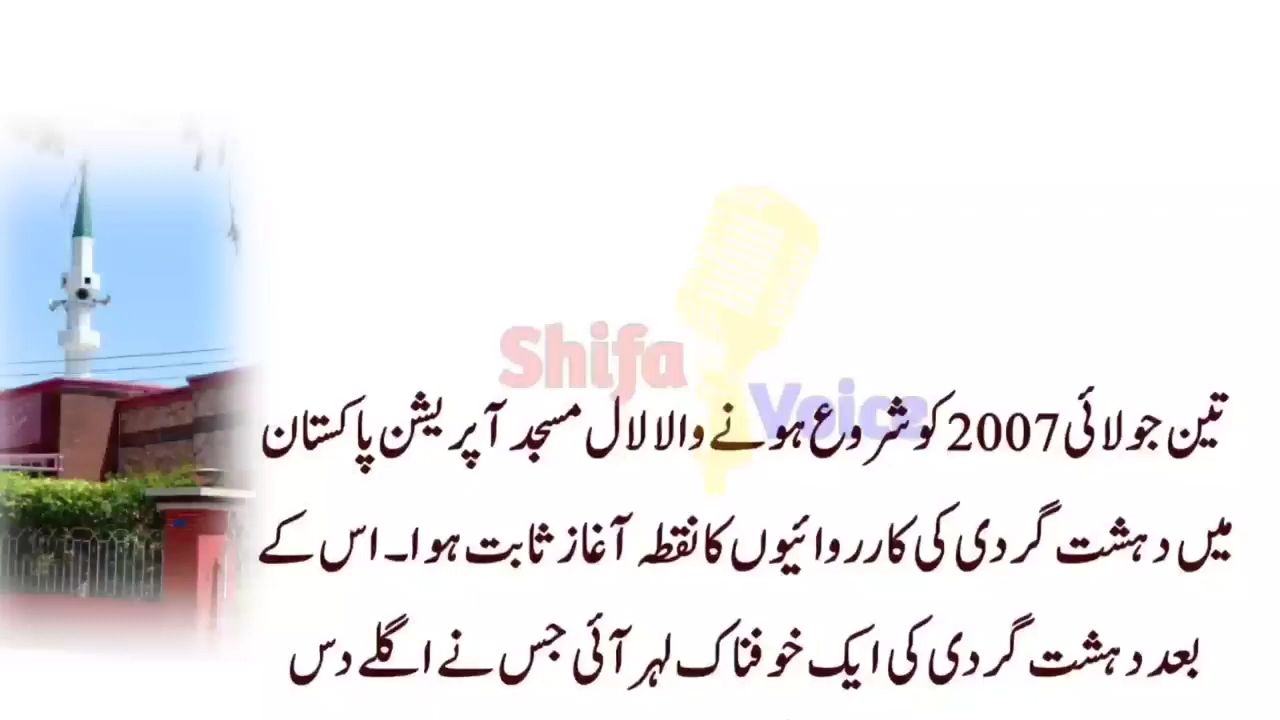 Shifa
Voice
تین جولائی 2007 کو شروع ہونے والا لال مسجد آپریشن پاکستان
میں دہشت گردی کی کارروائیوں کا نقطہ آغاز ثابت ہوا۔ اس کے
بعد دہشت گردی کی ایک خوفناک لہر آئی جس نے اگلے دس